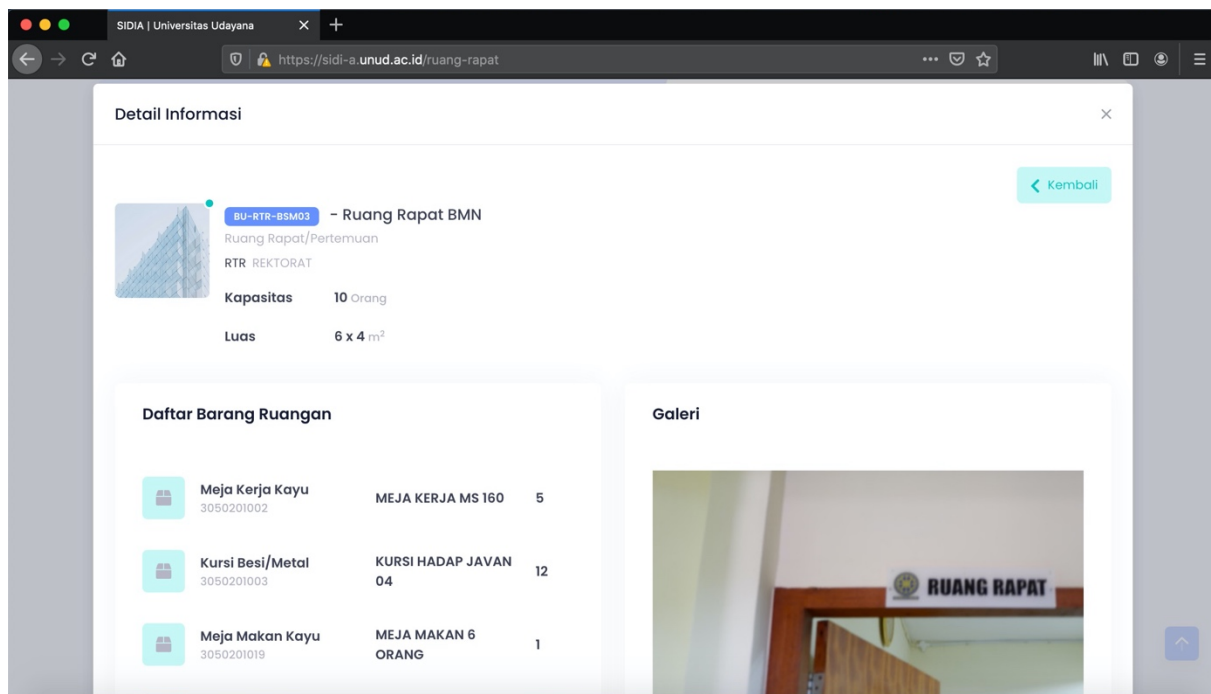 SIDIA | Universitas Udayana
https://sidi-a.unud.ac.id/ruang-rapat
Detail Informasi
Kembali
BU-RTR-BSM03 - Ruang Rapat BMN
Ruang Rapat/Pertemuan
RTR REKTORAT
Kapasitas 10 Orang
Luas 6 x 4 m²
Daftar Barang Ruangan
Meja Kerja Kayu
3050201002
MEJA KERJA MS 160
5
Kursi Besi/Metal
3050201003
KURSI HADAP JAVAN
04
12
Meja Makan Kayu
3050201019
MEJA MAKAN 6
ORANG
1
Galeri
RUANG RAPAT